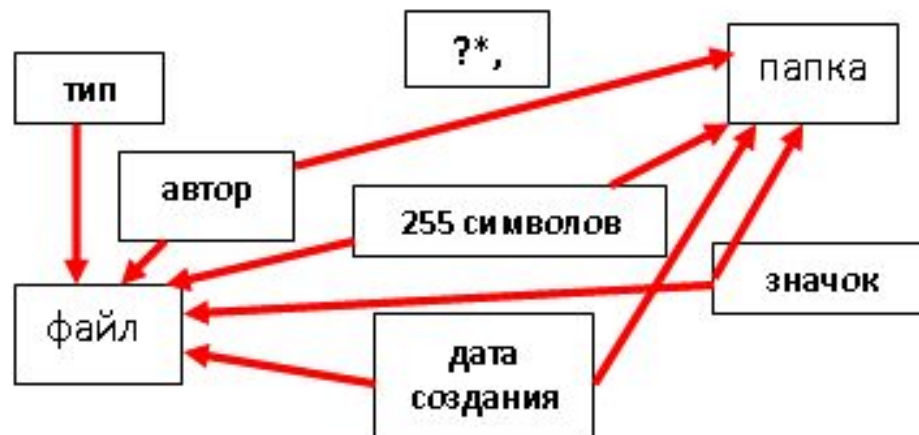 ?*,
папка
тип
автор
255 символов
значок
файл
дата
создания